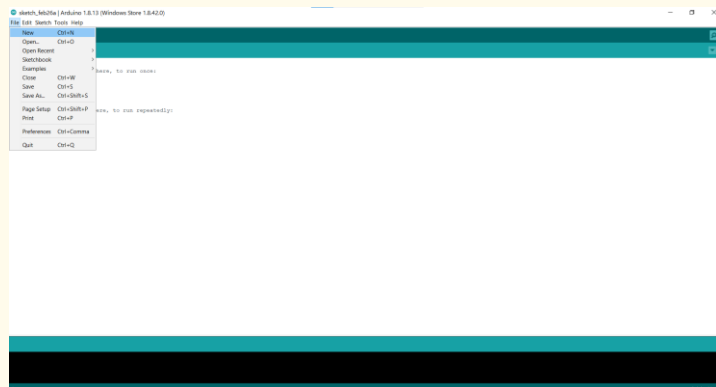 sketch_feb26a | Arduino 1.8.13 (Windows Store 1.8.42.0)
File Edit Sketch Tools Help
New Ctrl+N
Open... Ctrl+O
Open Recent
Sketchbook
Examples
here, to run once:
Close Ctrl+W
Save Ctrl+S
Save As... Ctrl+Shift+S
Page Setup Ctrl+Shift+P
here, to run repeatedly:
Print Ctrl+P
Preferences Ctrl+Comma
Quit Ctrl+Q